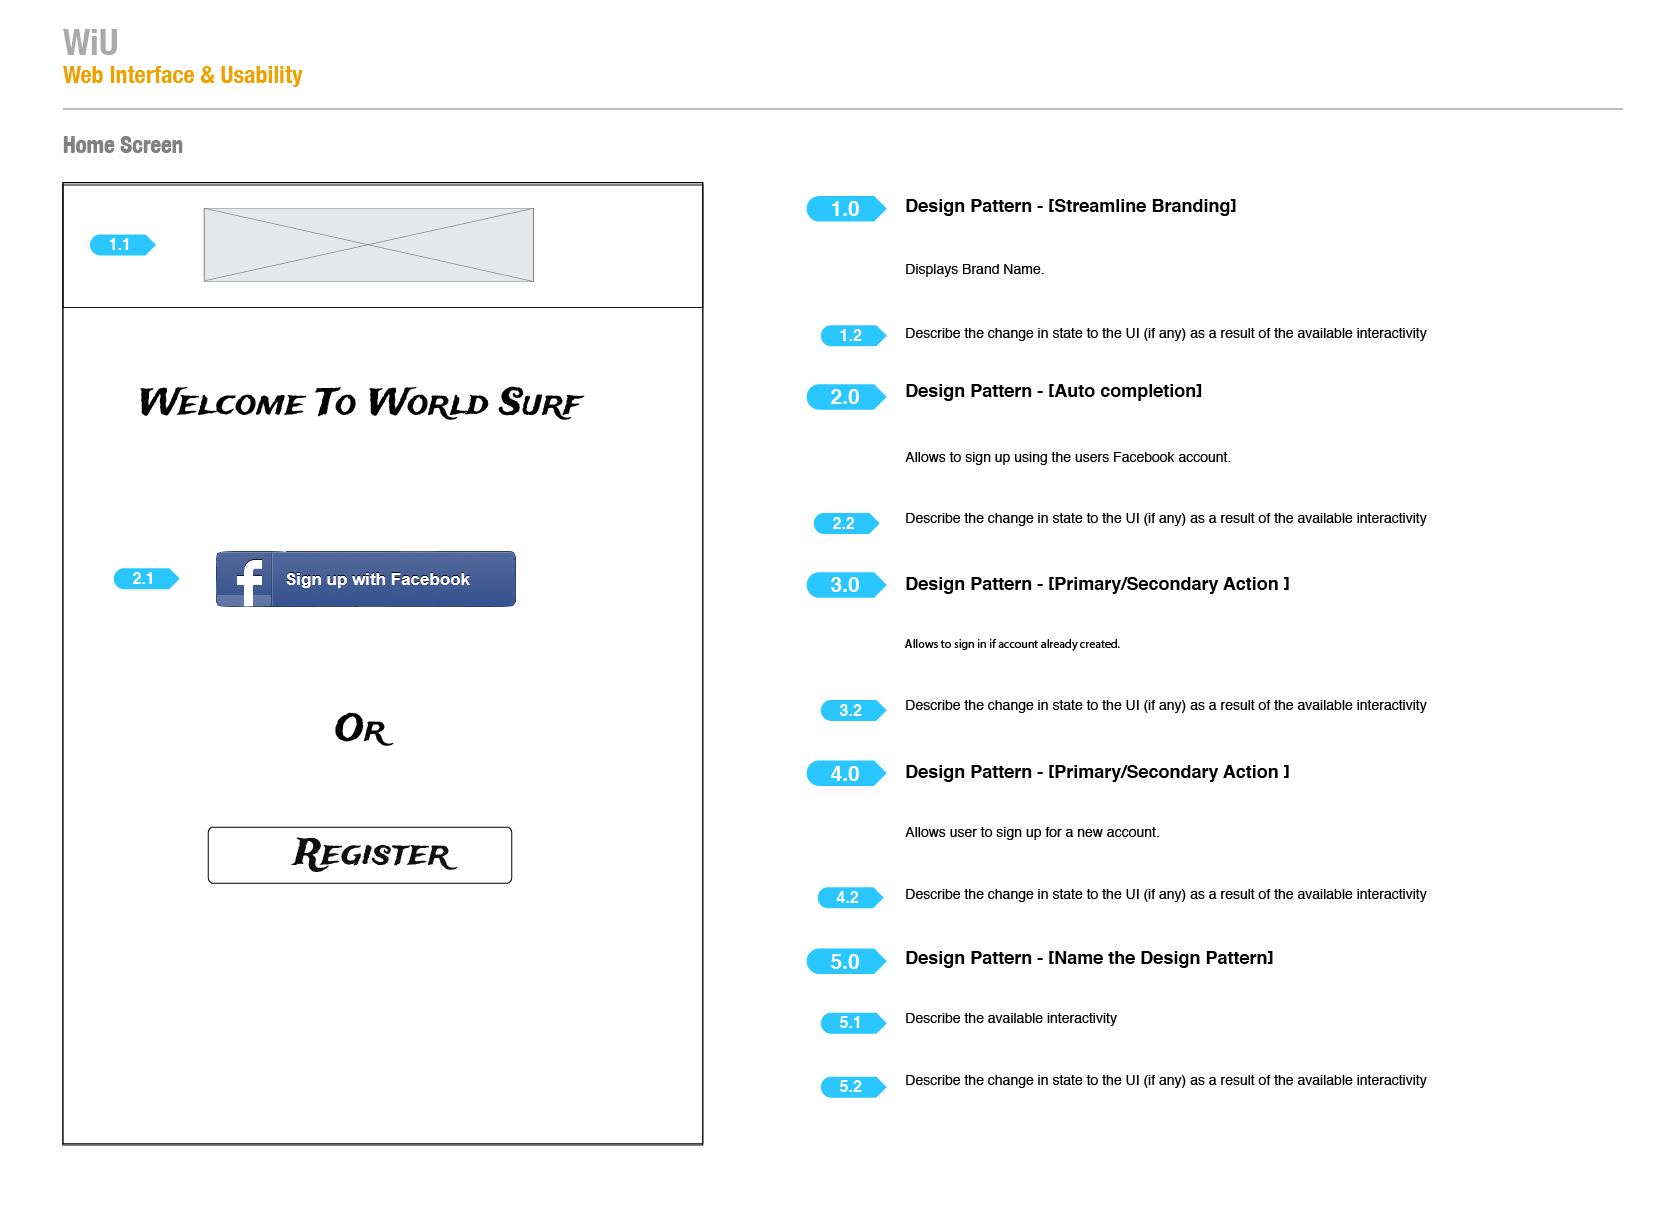 WiU
Web Interface & Usability
Home Screen
1.1
Welcome To World Surf
2.1
f Sign up with Facebook
Or
Register
1.0 Design Pattern - [Streamline Branding]
Displays Brand Name.
1.2 Describe the change in state to the UI (if any) as a result of the available interactivity
2.0 Design Pattern - [Auto completion]
Allows to sign up using the users Facebook account.
2.2 Describe the change in state to the UI (if any) as a result of the available interactivity
3.0 Design Pattern - [Primary/Secondary Action ]
Allows to sign in if account already created.
3.2 Describe the change in state to the UI (if any) as a result of the available interactivity
4.0 Design Pattern - [Primary/Secondary Action ]
Allows user to sign up for a new account.
4.2 Describe the change in state to the UI (if any) as a result of the available interactivity
5.0 Design Pattern - [Name the Design Pattern]
5.1 Describe the available interactivity
5.2 Describe the change in state to the UI (if any) as a result of the available interactivity